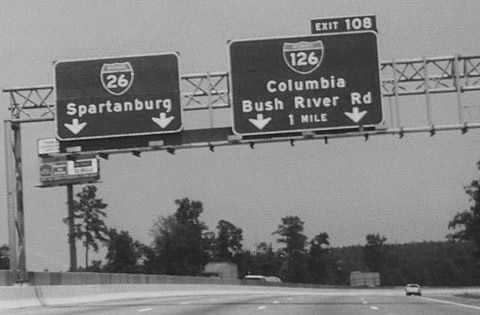 26
Spartanburg
EXIT 108
126
Columbia
Bush River Rd
1 MILE